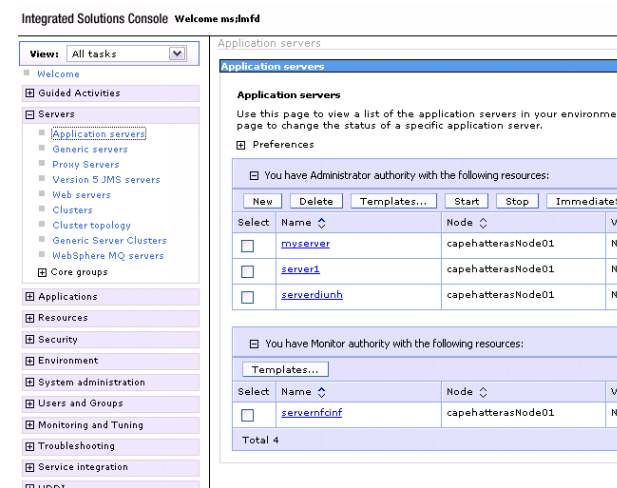 Integrated Solutions Console Welcome ms;lmfd
View: All tasks
Welcome
Guided Activities
Servers
Application servers
Generic servers
Proxy Servers
Version 5 JMS servers
Web servers
Clusters
Cluster topology
Generic Server Clusters
WebSphere MQ servers
Core groups
Applications
Resources
Security
Environment
System administration
Users and Groups
Monitoring and Tuning
Troubleshooting
Service integration
UDDI
Application servers
Application servers
Application servers
Use this page to view a list of the application servers in your environme
page to change the status of a specific application server.
Preferences
You have Administrator authority with the following resources:
New Delete Templates... Start Stop ImmediateS
Select Name Node V
myserver capehatterasNode01 N
server1 capehatterasNode01 N
serverdiunh capehatterasNode01 N
You have Monitor authority with the following resources:
Templates...
Select Name Node V
servernfcinf capehatterasNode01 N
Total 4